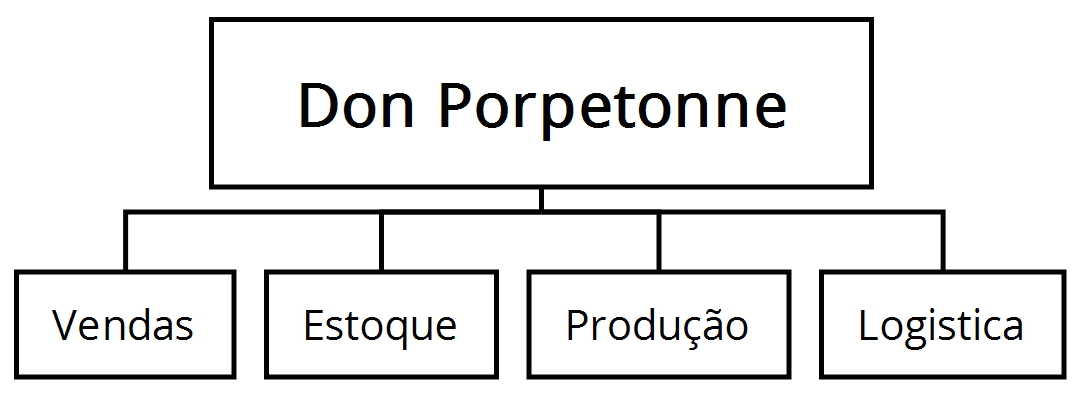 Don Porpetonne
Vendas
Estoque
Produção
Logistica